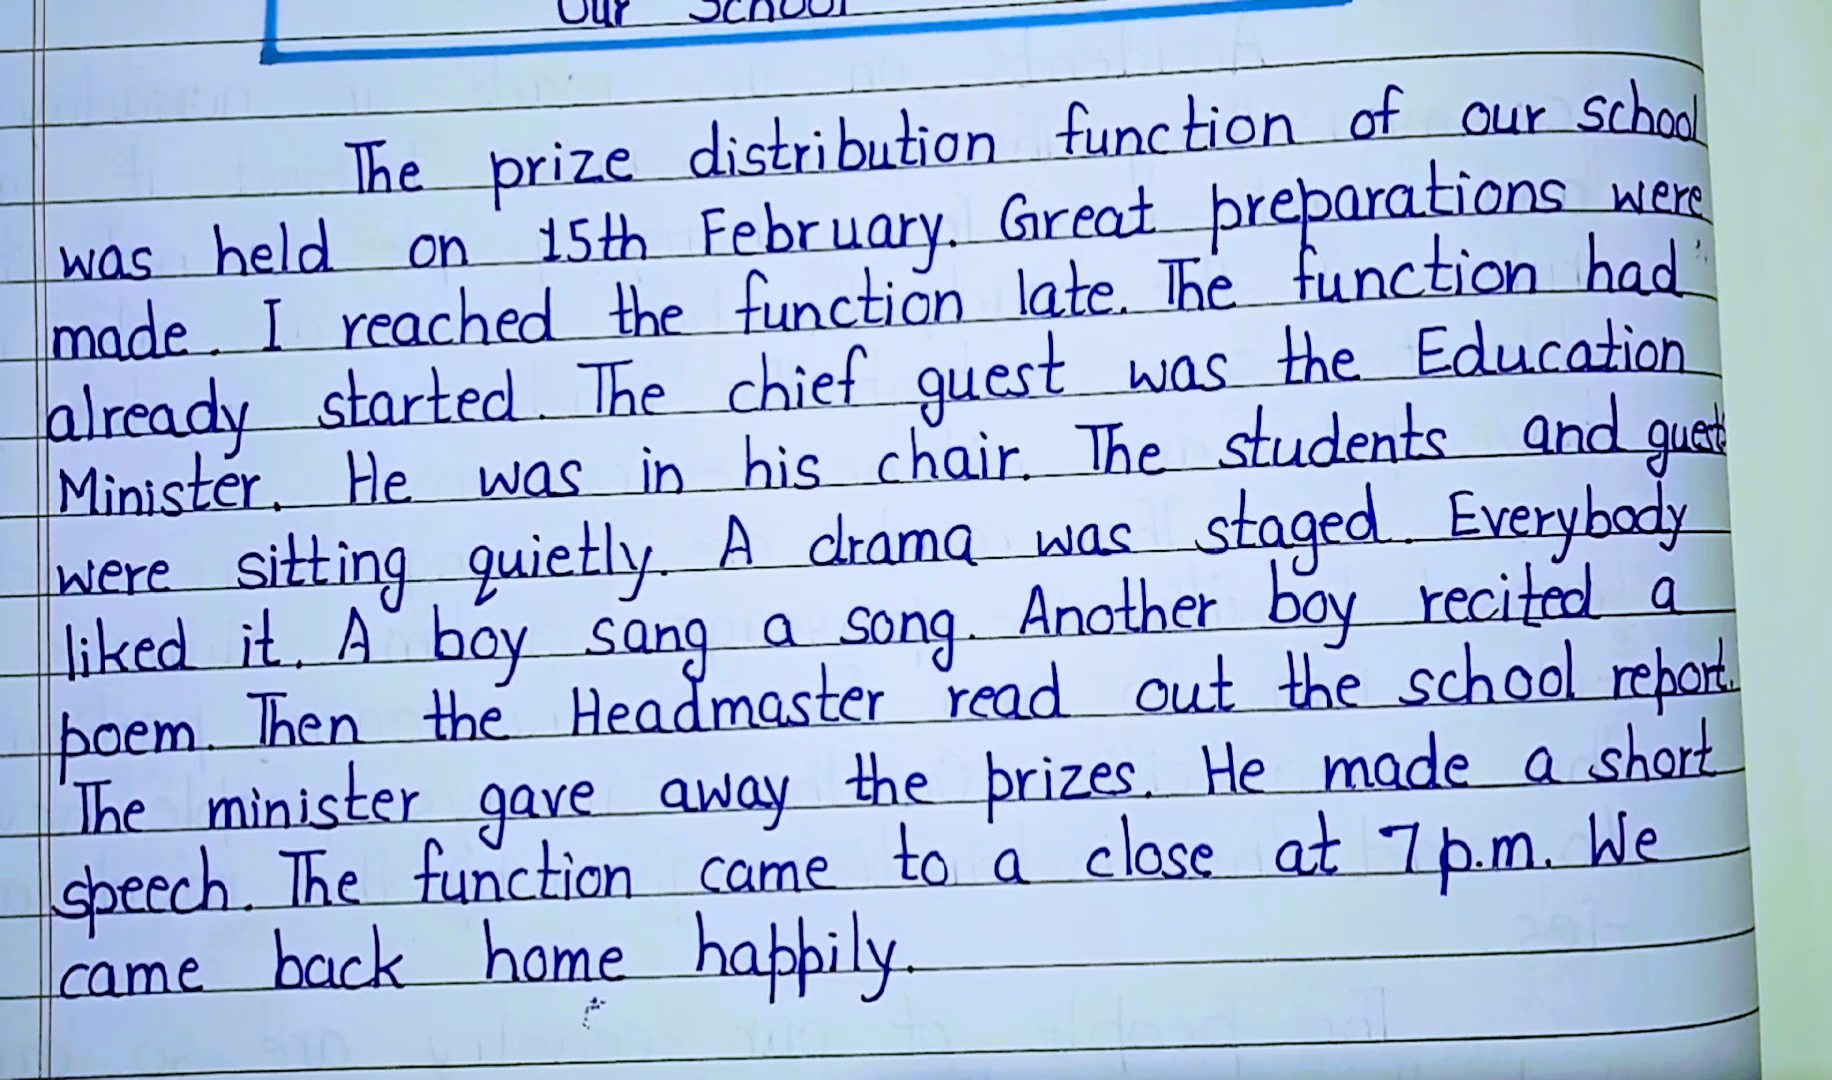 Our School
The prize distribution function of our school
was held on 15th February. Great preparations were
made. I reached the function late. The function had
already started. The chief guest was the Education
Minister. He was in his chair. The students and guest
were sitting quietly. A drama was staged. Everybody
liked it. A boy sang a song. Another boy recited a
poem. Then the Headmaster read out the school report.
The minister gave away the prizes. He made a short
speech. The function came to a close at 7 p.m. We
came back home happily.